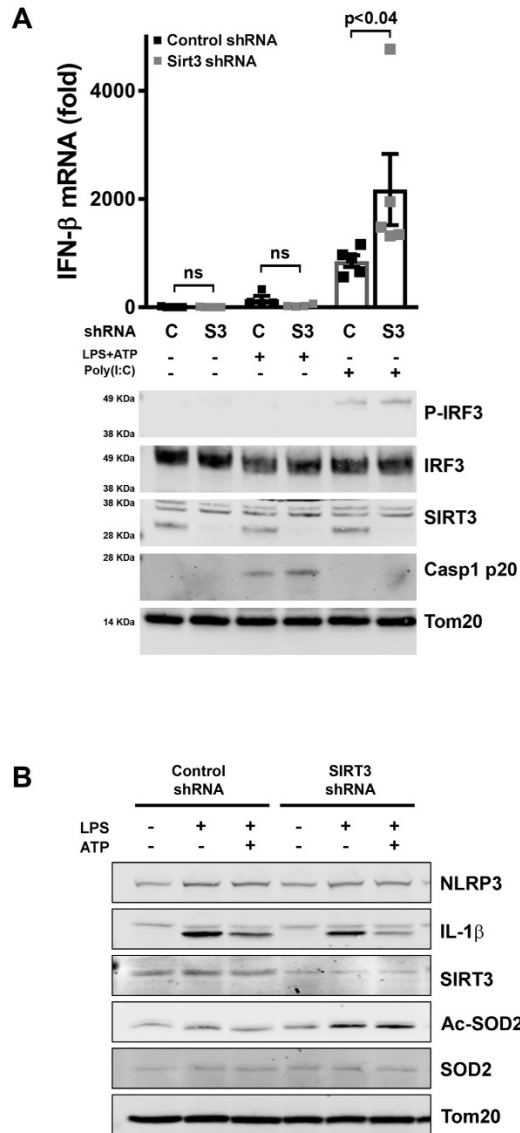 A
p<0.04
Control shRNA
Sirt3 shRNA
IFN-β mRNA (fold)
4000
2000
0
ns
ns
shRNA C S3 C S3 C S3
LPS+ATP - - + + - -
Poly(I:C) - - - - + +
49 KDa
P-IRF3
38 KDa
49 KDa
IRF3
38 KDa
38 KDa
SIRT3
28 KDa
28 KDa
Casp1 p20
14 KDa
Tom20
B
Control shRNA
SIRT3 shRNA
LPS - + + - + +
ATP - - + - - +
NLRP3
IL-1β
SIRT3
Ac-SOD2
SOD2
Tom20